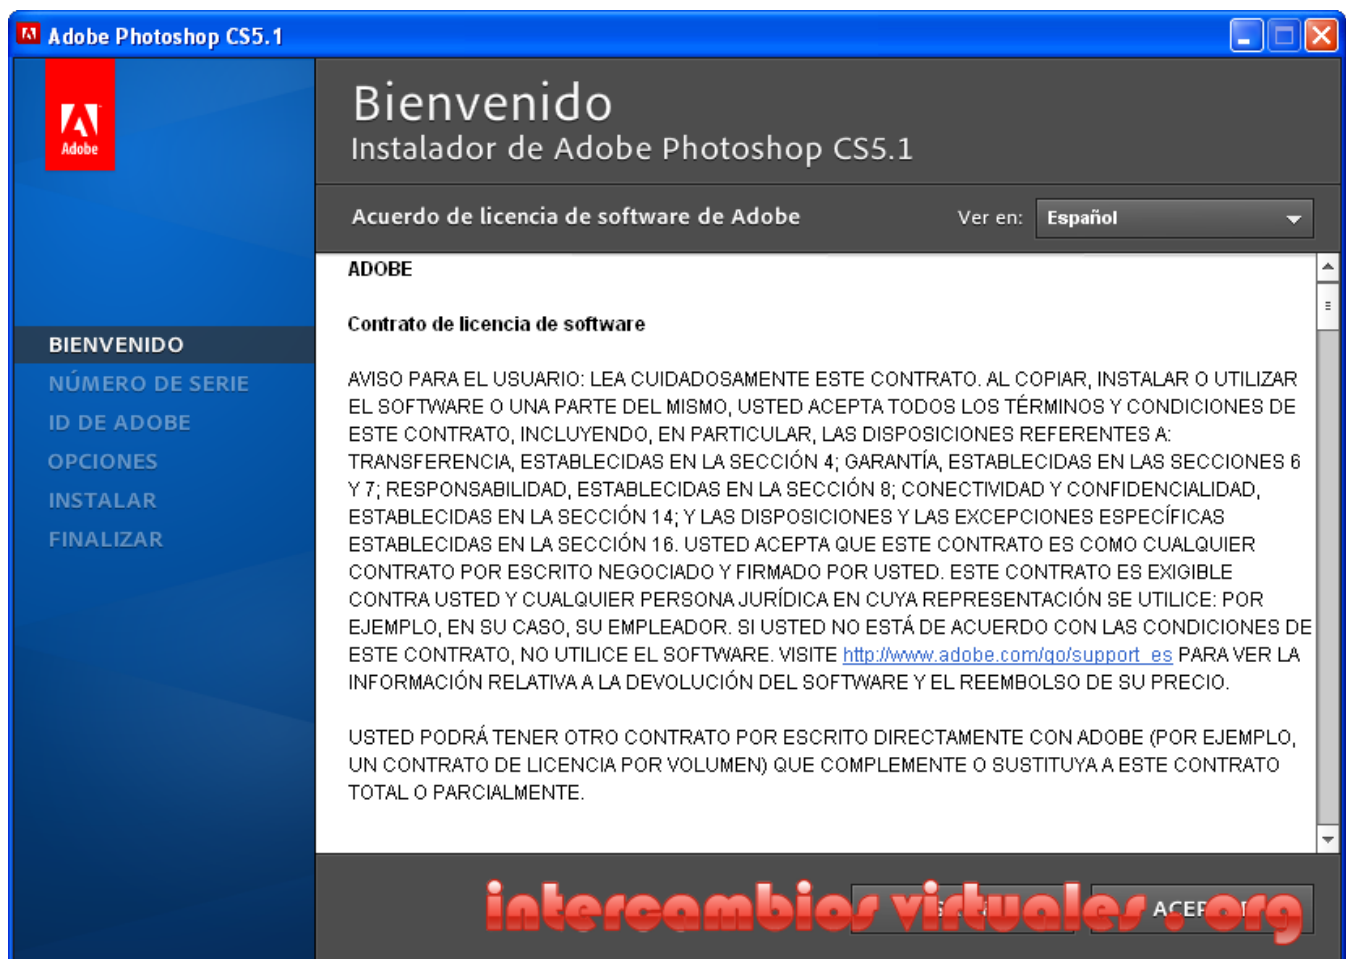 Adobe Photoshop CS5.1
Adobe
Bienvenido
Instalador de Adobe Photoshop CS5.1
Acuerdo de licencia de software de Adobe
Ver en:
Español
BIENVENIDO
NÚMERO DE SERIE
ID DE ADOBE
OPCIONES
INSTALAR
FINALIZAR
ADOBE
Contrato de licencia de software
AVISO PARA EL USUARIO: LEA CUIDADOSAMENTE ESTE CONTRATO. AL COPIAR, INSTALAR O UTILIZAR
EL SOFTWARE O UNA PARTE DEL MISMO, USTED ACEPTA TODOS LOS TÉRMINOS Y CONDICIONES DE
ESTE CONTRATO, INCLUYENDO, EN PARTICULAR, LAS DISPOSICIONES REFERENTES A:
TRANSFERENCIA, ESTABLECIDAS EN LA SECCIÓN 4; GARANTÍA, ESTABLECIDAS EN LAS SECCIONES 6
Y 7; RESPONSABILIDAD, ESTABLECIDAS EN LA SECCIÓN 8; CONECTIVIDAD Y CONFIDENCIALIDAD,
ESTABLECIDAS EN LA SECCIÓN 14; Y LAS DISPOSICIONES Y LAS EXCEPCIONES ESPECÍFICAS
ESTABLECIDAS EN LA SECCIÓN 16. USTED ACEPTA QUE ESTE CONTRATO ES COMO CUALQUIER
CONTRATO POR ESCRITO NEGOCIADO Y FIRMADO POR USTED. ESTE CONTRATO ES EXIGIBLE
CONTRA USTED Y CUALQUIER PERSONA JURÍDICA EN CUYA REPRESENTACIÓN SE UTILICE: POR
EJEMPLO, EN SU CASO, SU EMPLEADOR. SI USTED NO ESTÁ DE ACUERDO CON LAS CONDICIONES DE
ESTE CONTRATO, NO UTILICE EL SOFTWARE. VISITE http://www.adobe.com/go/support_es PARA VER LA
INFORMACIÓN RELATIVA A LA DEVOLUCIÓN DEL SOFTWARE Y EL REEMBOLSO DE SU PRECIO.
USTED PODRÁ TENER OTRO CONTRATO POR ESCRITO DIRECTAMENTE CON ADOBE (POR EJEMPLO,
UN CONTRATO DE LICENCIA POR VOLUMEN) QUE COMPLEMENTE O SUSTITUYA A ESTE CONTRATO
TOTAL O PARCIALMENTE.
intercambios virtuales . org